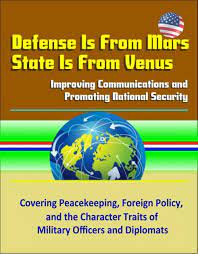 Defense Is From Mars
State Is From Venus
Improving Communications and
Promoting National Security
Covering Peacekeeping, Foreign Policy,
and the Character Traits of
Military Officers and Diplomats